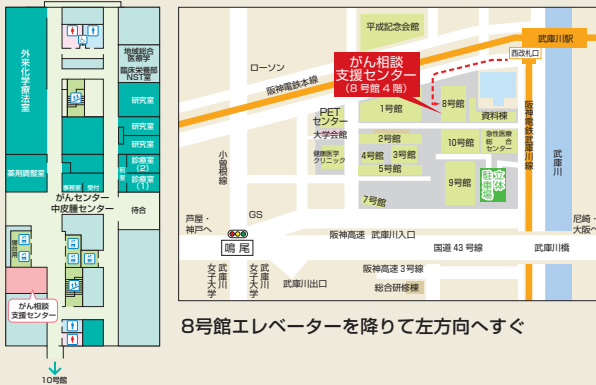 外来化学療法室
地域総合
医療学
臨床栄養部
NST室
研究室
研究室
研究室
診療室
(2)
診療室
(1)
薬剤調整室
事務室
受付
がんセンター
中皮腫センター
待合
寝台用
がん相談
支援センター
10号館
平成記念会館
武庫川駅
西改札口
ローソン
阪神電鉄本線
がん相談
支援センター
(8号館4階)
PET
センター
1号館
8号館
資料棟
大学会館
2号館
10号館
急性医療
総合
センター
健康医学
クリニック
4号館
3号館
5号館
9号館
立体
駐車場
7号館
小曽根線
阪神電鉄武庫川線
武庫川
芦屋・
神戸へ
GS
鳴尾
阪神高速 武庫川入口
国道43号線
武庫川橋
尼崎・
大阪へ
武庫川
女子大学
武庫川
女子大学
武庫川出口
阪神高速3号線
総合研修棟
8号館エレベーターを降りて左方向へすぐ